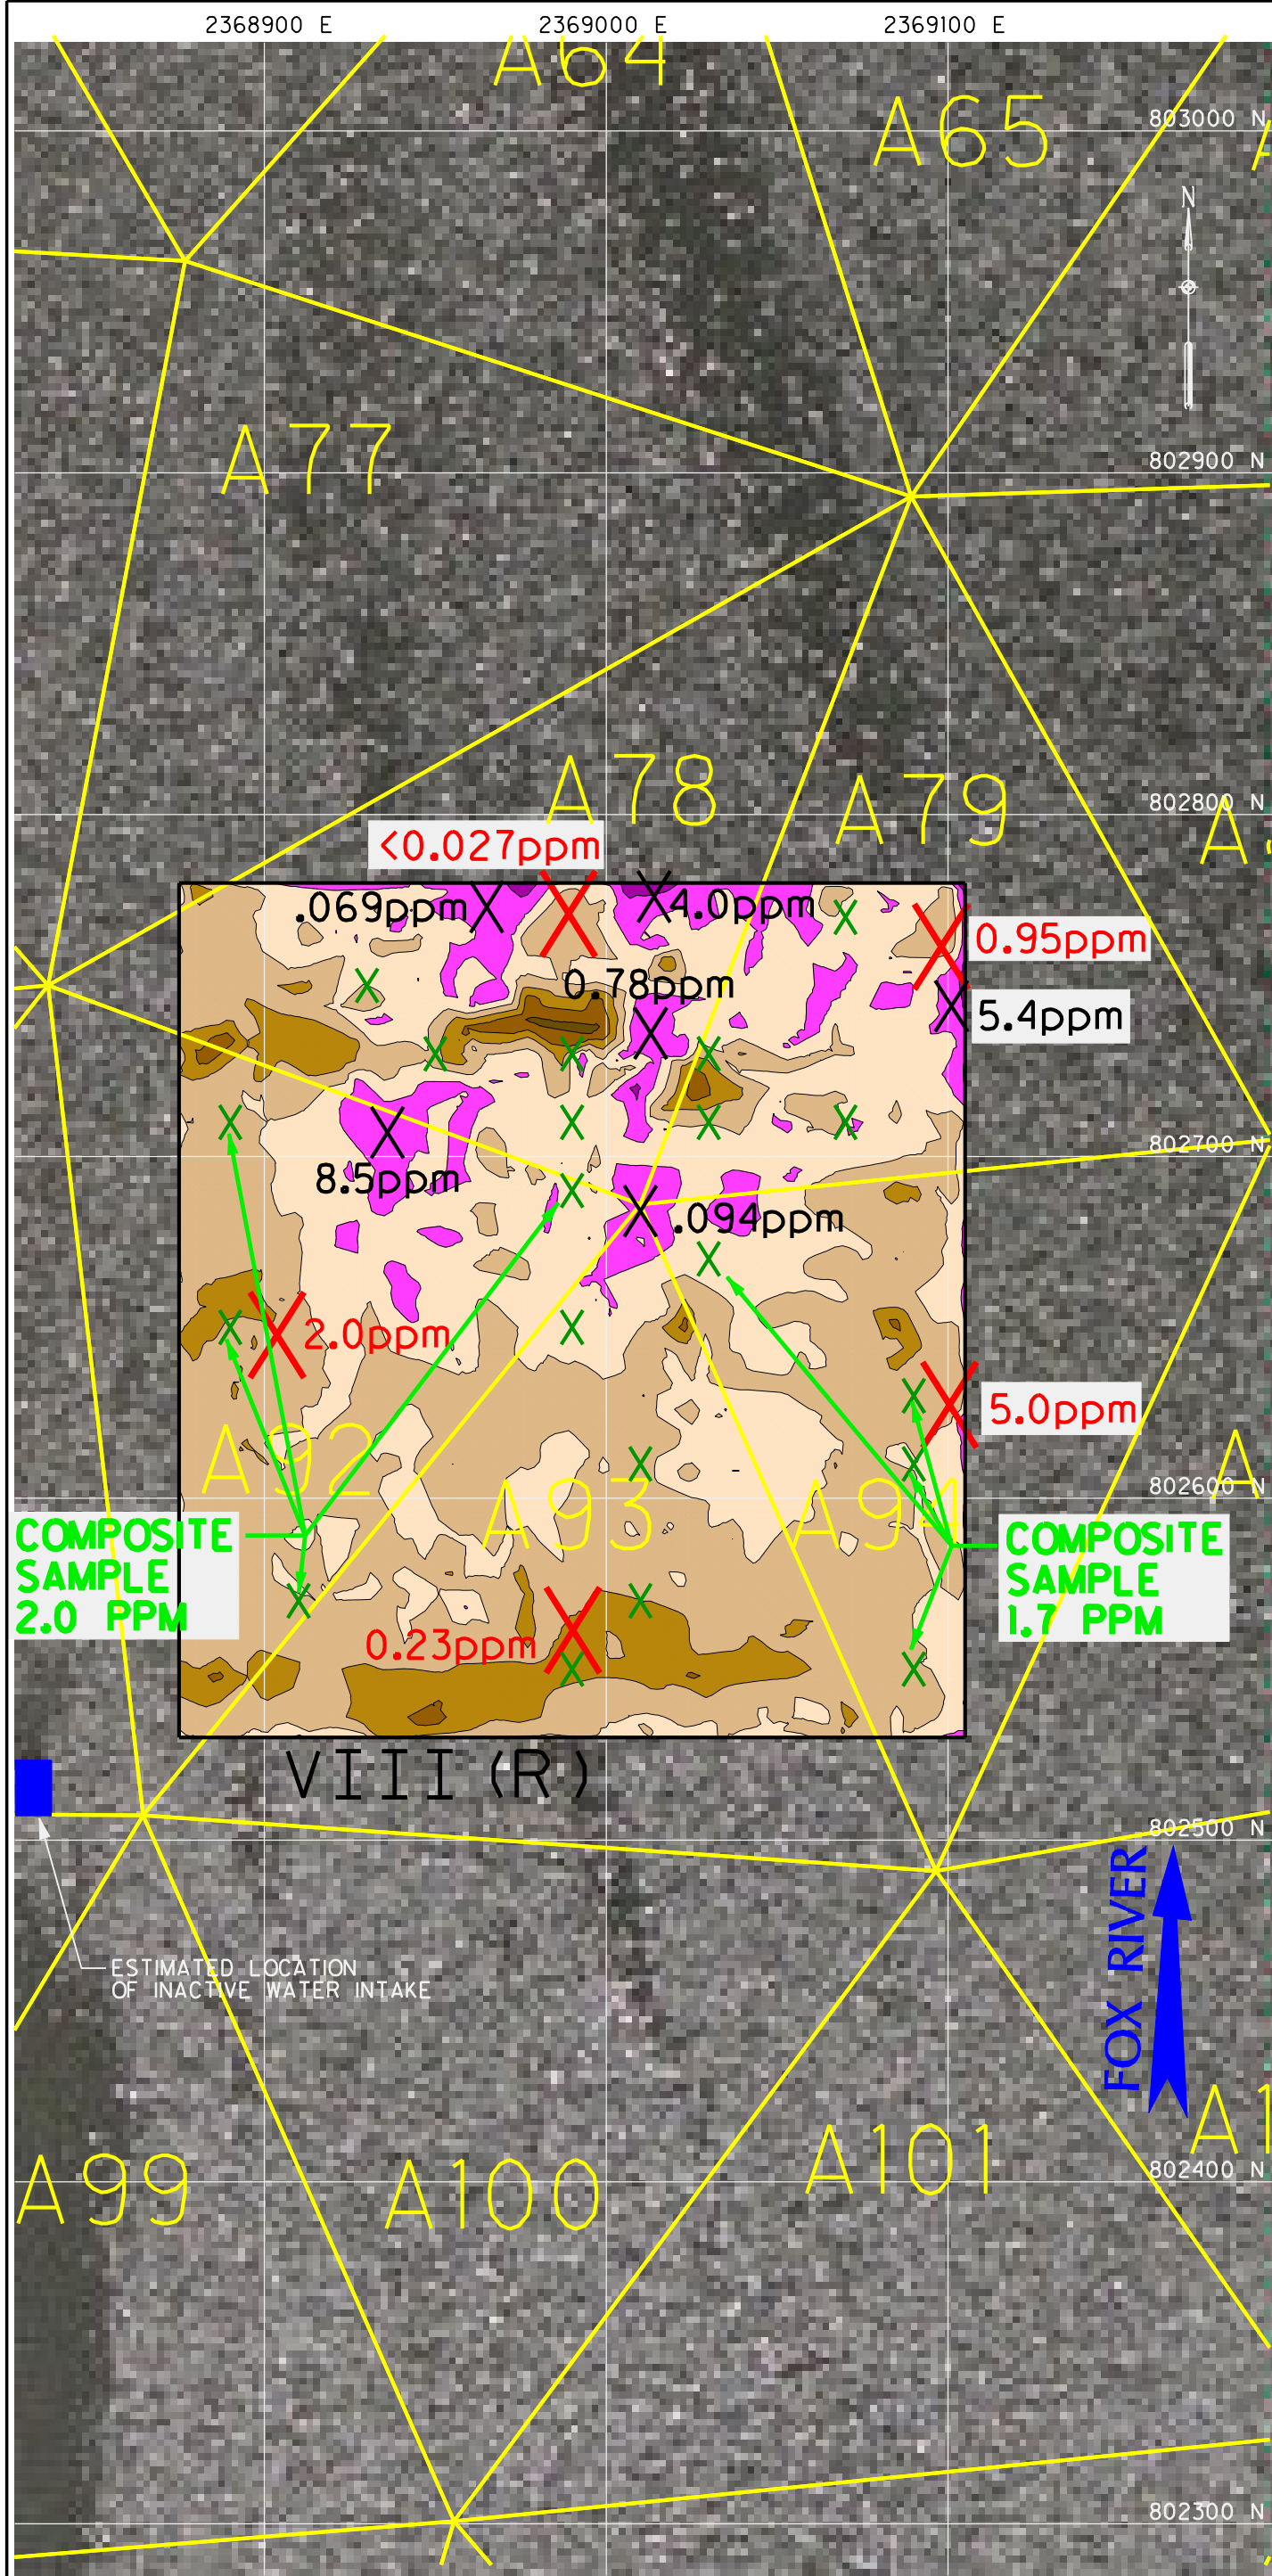 2368900 E
2369000 E
2369100 E
A64
A65
803000 N
N
A77
802900 N
A78
A79
802800 N
A
<0.027ppm
.069ppm
4.0ppm
0.95ppm
0.78ppm
5.4ppm
802700 N
8.5ppm
.094ppm
2.0ppm
5.0ppm
A92
A93
A94
A
802600 N
COMPOSITE
SAMPLE
2.0 PPM
COMPOSITE
SAMPLE
1.7 PPM
0.23ppm
VIII (R)
802500 N
FOX RIVER
ESTIMATED LOCATION
OF INACTIVE WATER INTAKE
A99
A100
A101
A1
802400 N
802300 N